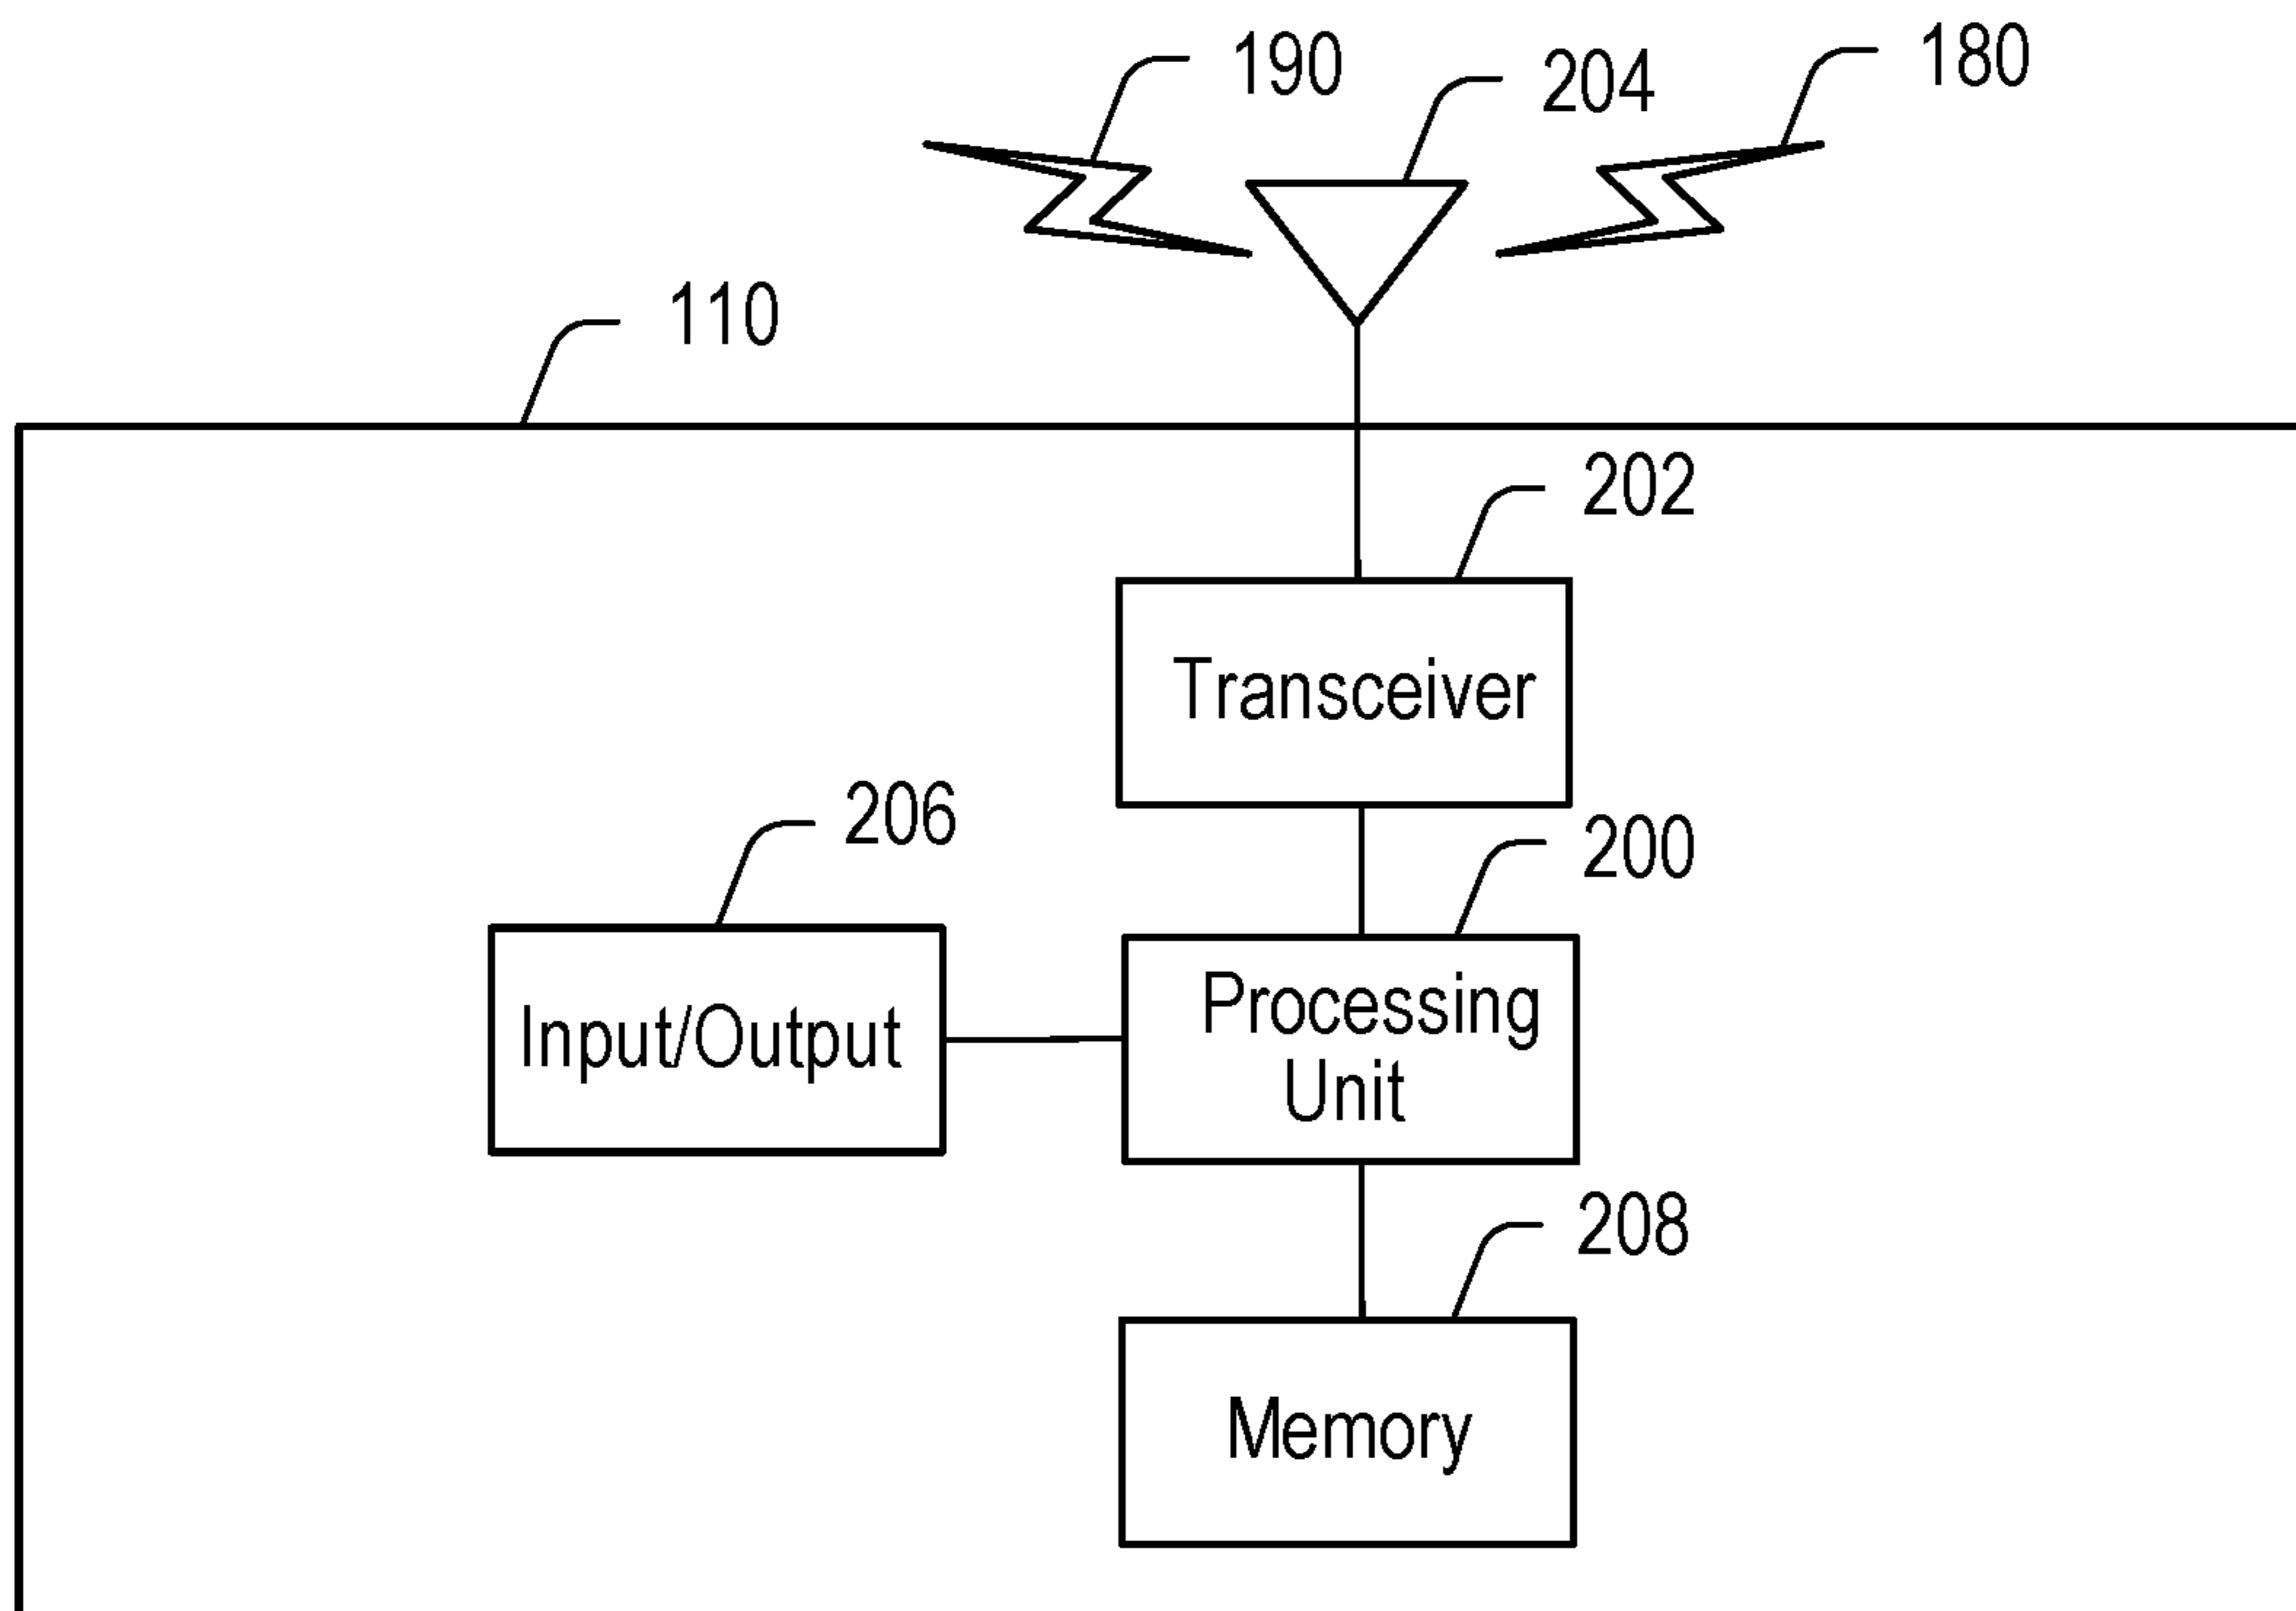 190
204
180
110
202
Transceiver
206
200
Input/Output
Processing
Unit
208
Memory